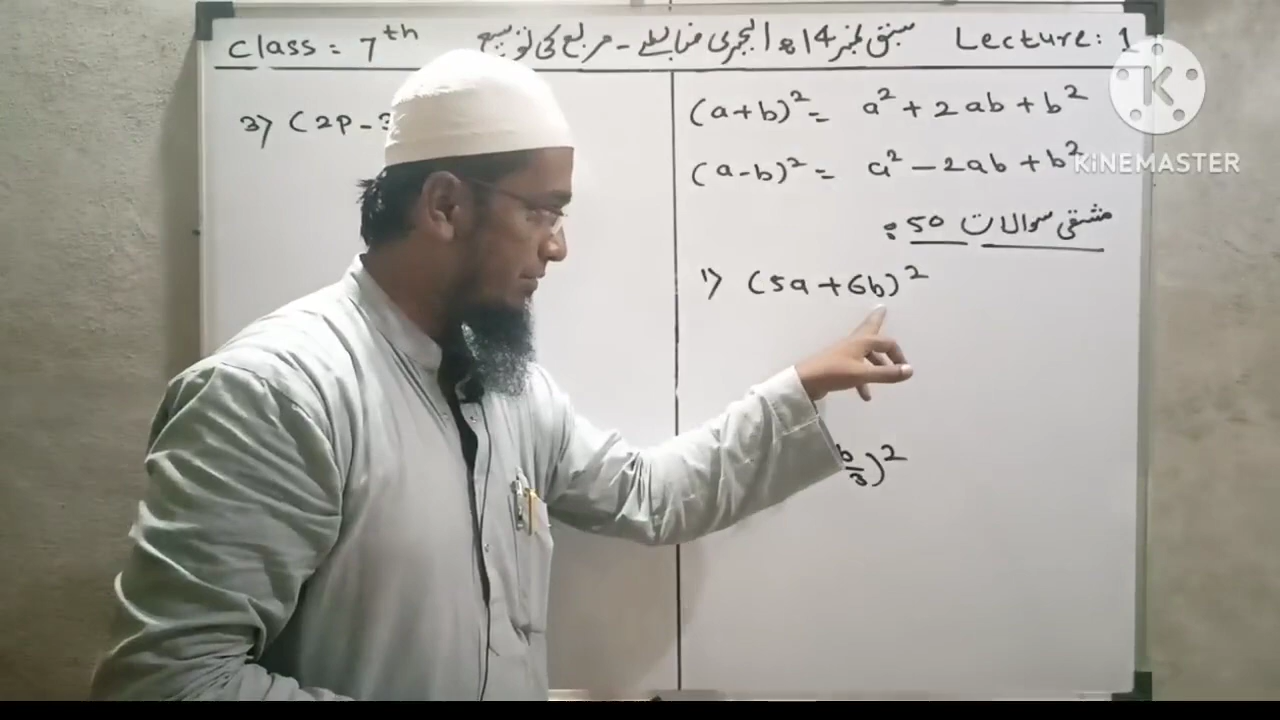 Class : 7th سبق نمبر 14 : الجبری ضابطے - مربع کی توسیع Lecture : 1
(a+b)² = a² + 2ab + b²
(a-b)² = a² - 2ab + b²
مشقی سوالات 50 :
1) (5a+6b)²
b/3)²
3) (2p-3
K
KINEMASTER